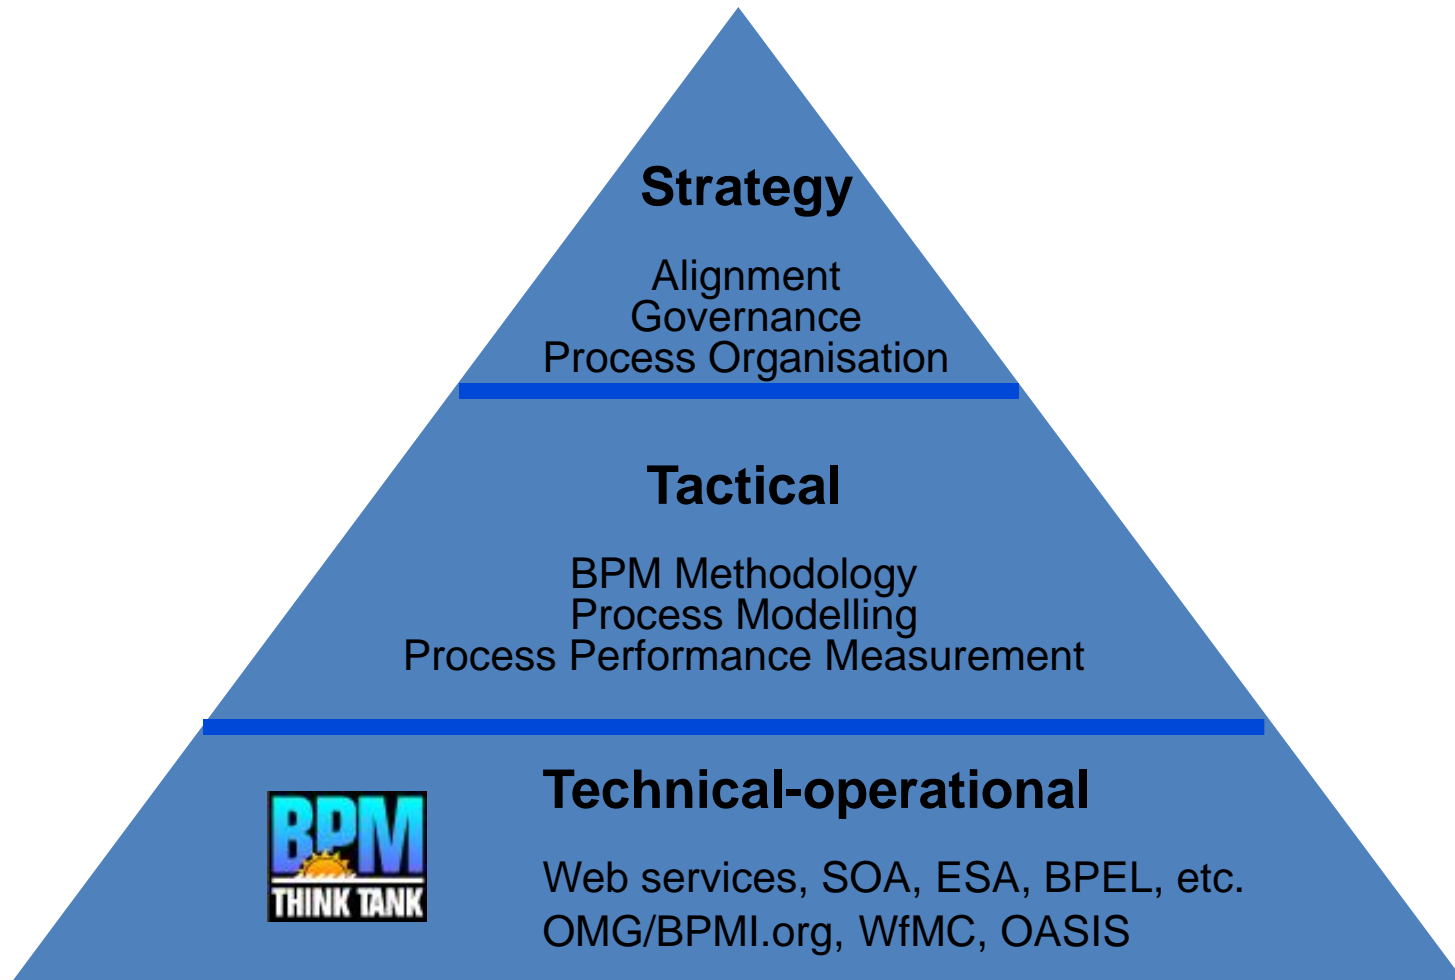 Strategy
Alignment
Governance
Process Organisation
Tactical
BPM Methodology
Process Modelling
Process Performance Measurement
Technical-operational
BPM
THINK TANK
Web services, SOA, ESA, BPEL, etc.
OMG/BPMI.org, WfMC, OASIS